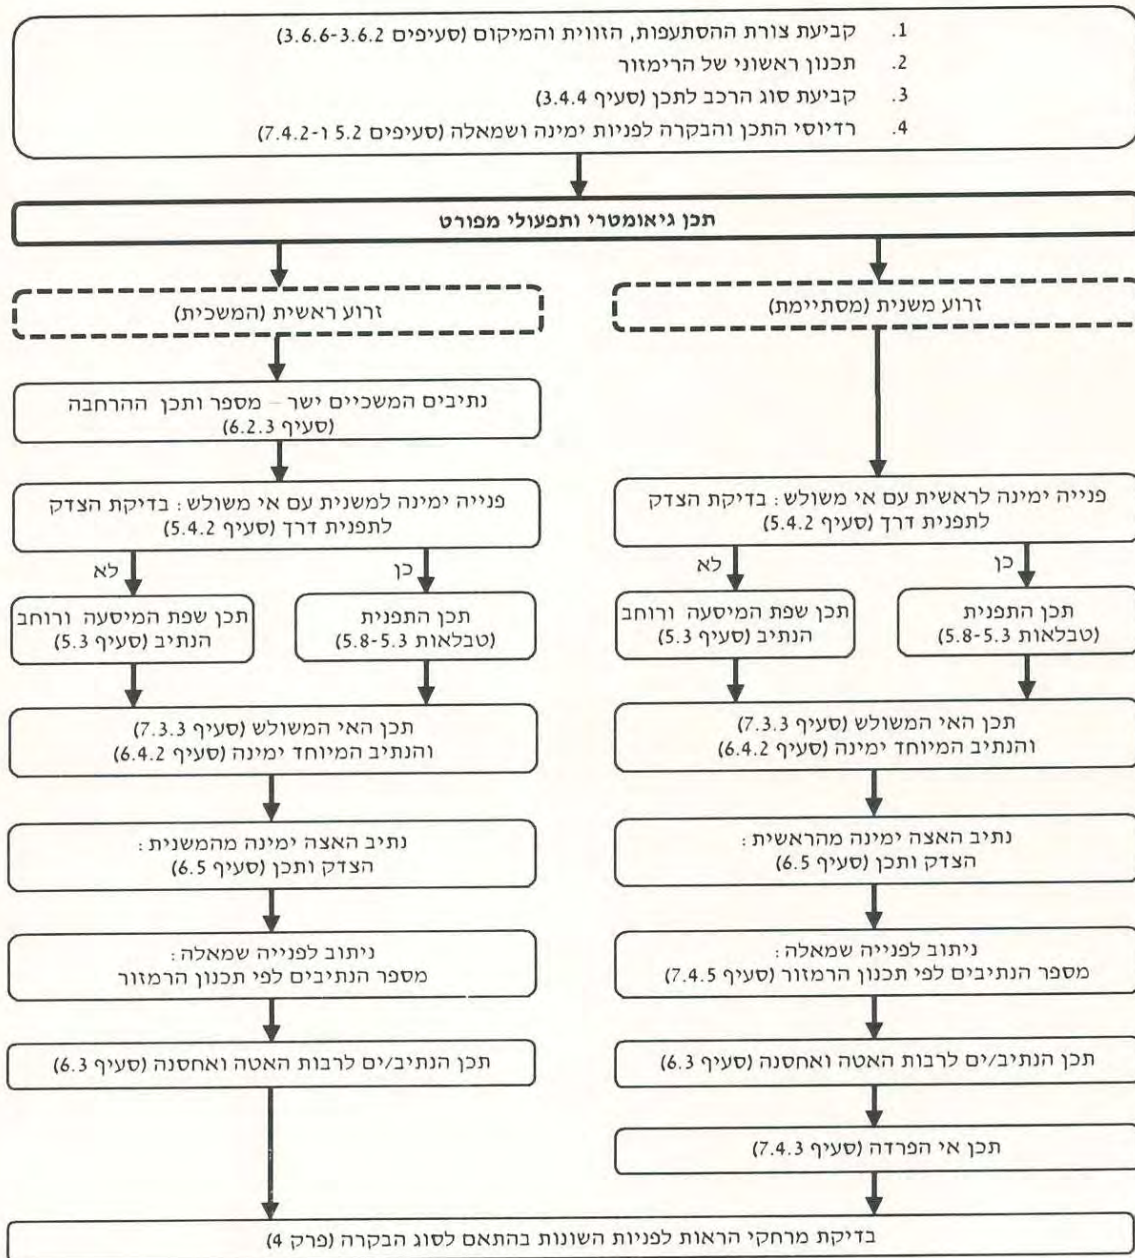 1. קביעת צורת ההסתעפות, הזווית והמיקום (סעיפים 3.6.6-3.6.2)
2. תכנון ראשוני של הרימזור
3. קביעת סוג הרכב לתכן (סעיף 3.4.4)
4. רדיוסי התכן והבקרה לפניות ימינה ושמאלה (סעיפים 5.2 ו-7.4.2)
תכן גיאומטרי ותפעולי מפורט
זרוע משנית (מסתיימת)
פנייה ימינה לראשית עם אי משולש: בדיקת הצדק
לתפנית דרך (סעיף 5.4.2)
כן
לא
תכן התפנית
(טבלאות 5.8-5.3)
תכן שפת המיסעה ורוחב
הנתיב (סעיף 5.3)
תכן האי המשולש (סעיף 7.3.3)
והנתיב המיוחד ימינה (סעיף 6.4.2)
נתיב האצה ימינה מהראשית:
הצדק ותכן (סעיף 6.5)
ניתוב לפנייה שמאלה:
מספר הנתיבים לפי תכנון הרמזור (סעיף 7.4.5)
תכן הנתיב/ים לרבות האטה ואחסנה (סעיף 6.3)
תכן אי הפרדה (סעיף 7.4.3)
זרוע ראשית (המשכית)
נתיבים המשכיים ישר – מספר ותכן ההרחבה
(סעיף 6.2.3)
פנייה ימינה למשנית עם אי משולש: בדיקת הצדק
לתפנית דרך (סעיף 5.4.2)
כן
לא
תכן התפנית
(טבלאות 5.8-5.3)
תכן שפת המיסעה ורוחב
הנתיב (סעיף 5.3)
תכן האי המשולש (סעיף 7.3.3)
והנתיב המיוחד ימינה (סעיף 6.4.2)
נתיב האצה ימינה מהמשנית:
הצדק ותכן (סעיף 6.5)
ניתוב לפנייה שמאלה:
מספר הנתיבים לפי תכנון הרמזור
תכן הנתיב/ים לרבות האטה ואחסנה (סעיף 6.3)
בדיקת מרחקי הראות לפניות השונות בהתאם לסוג הבקרה (פרק 4)